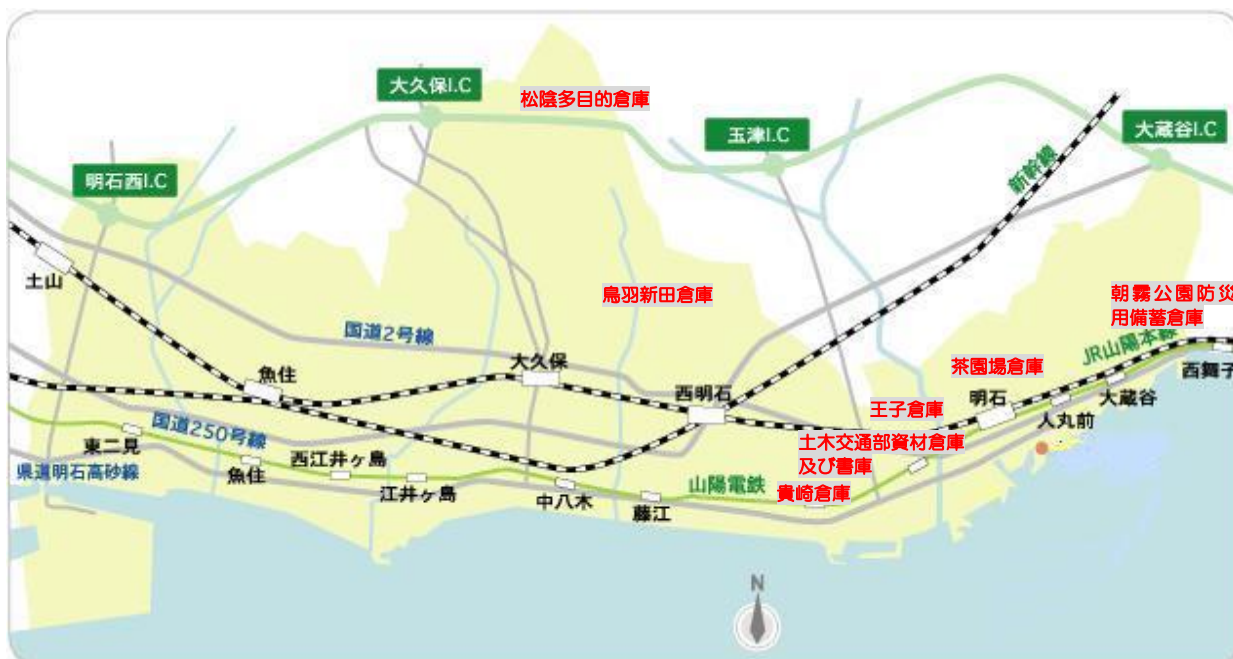 大久保I.C
松陰多目的倉庫
玉津I.C
大蔵谷I.C
明石西I.C
新幹線
土山
鳥羽新田倉庫
朝霧公園防災
用備蓄倉庫
国道2号線
大久保
JR山陽本線
西舞子
魚住
茶園場倉庫
大蔵谷
西明石
明石
人丸前
王子倉庫
国道250号線
東二見
土木交通部資材倉庫
及び書庫
県道明石高砂線
魚住
西江井ヶ島
江井ヶ島
中八木
藤江
山陽電鉄
貴崎倉庫
N